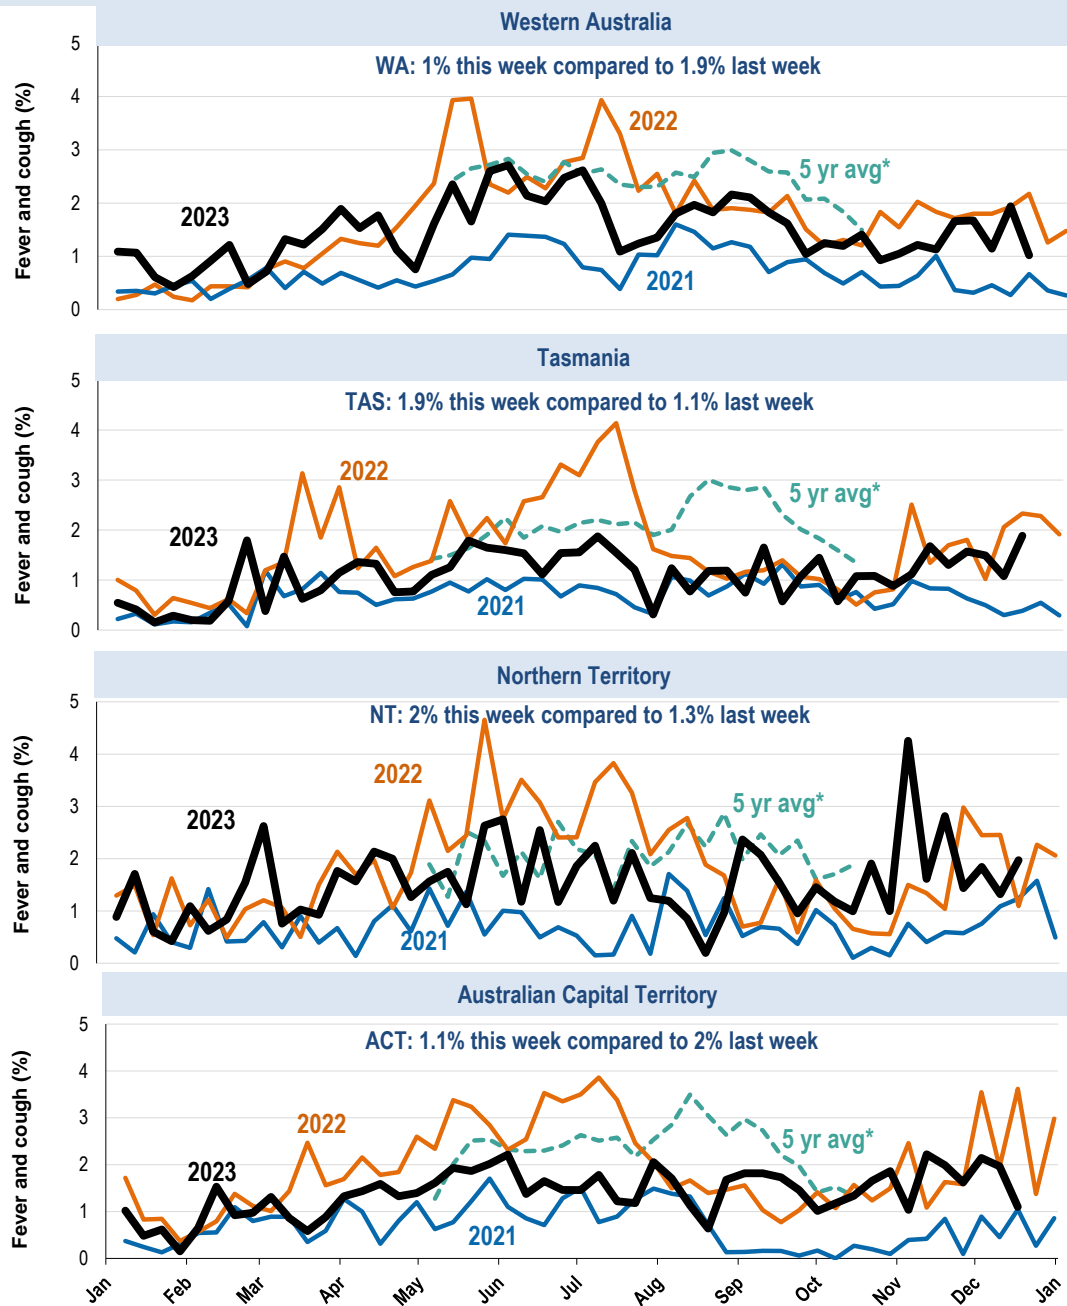 Western Australia
WA: 1% this week compared to 1.9% last week
Fever and cough (%)
5
4
3
2
1
0
2022
5 yr avg*
2023
2021
Tasmania
TAS: 1.9% this week compared to 1.1% last week
Fever and cough (%)
5
4
3
2
1
0
2022
5 yr avg*
2023
2021
Northern Territory
NT: 2% this week compared to 1.3% last week
Fever and cough (%)
5
4
3
2
1
0
2022
5 yr avg*
2023
2021
Australian Capital Territory
ACT: 1.1% this week compared to 2% last week
Fever and cough (%)
5
4
3
2
1
0
2022
5 yr avg*
2023
2021
Jan Feb Mar Apr May Jun Jul Aug Sep Oct Nov Dec Jan